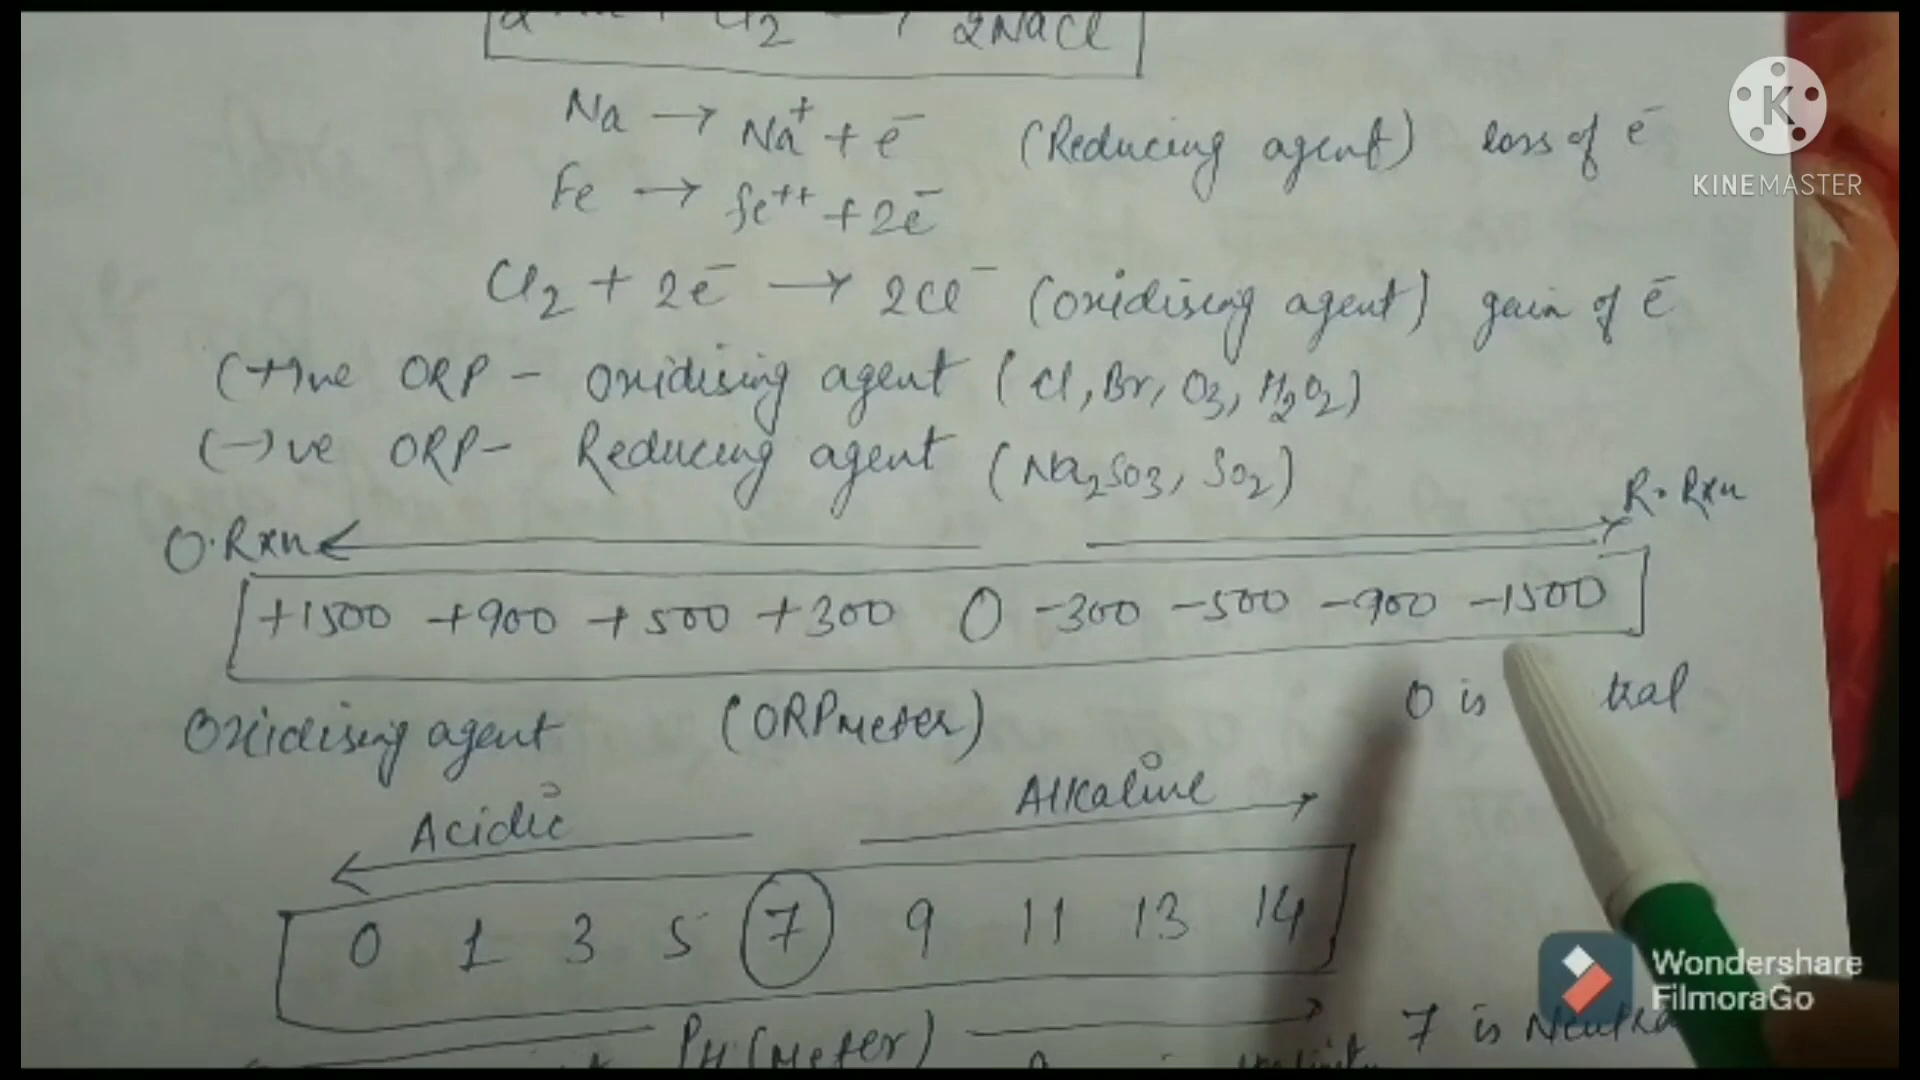 2NaCl
Na → Na⁺ + e⁻ (Reducing agent) loss of e⁻
Fe → fe⁺⁺ + 2e⁻
Cl₂ + 2e⁻ → 2Cl⁻ (oxidising agent) gain of e⁻
(+)ve ORP - oxidising agent (Cl, Br, O₃, H₂O₂)
(-)ve ORP- Reducing agent (Na₂SO₃, SO₂)
O.Rxn R.Rxn
+1500 +900 +500 +300 0 -300 -500 -900 -1500
Oxidising agent (ORP meter) 0 is
Acidic Alkaline
0 1 3 5 7 9 11 13 14
PH (Meter) 7 is
KINEMASTER
Wondershare
FilmoraGo